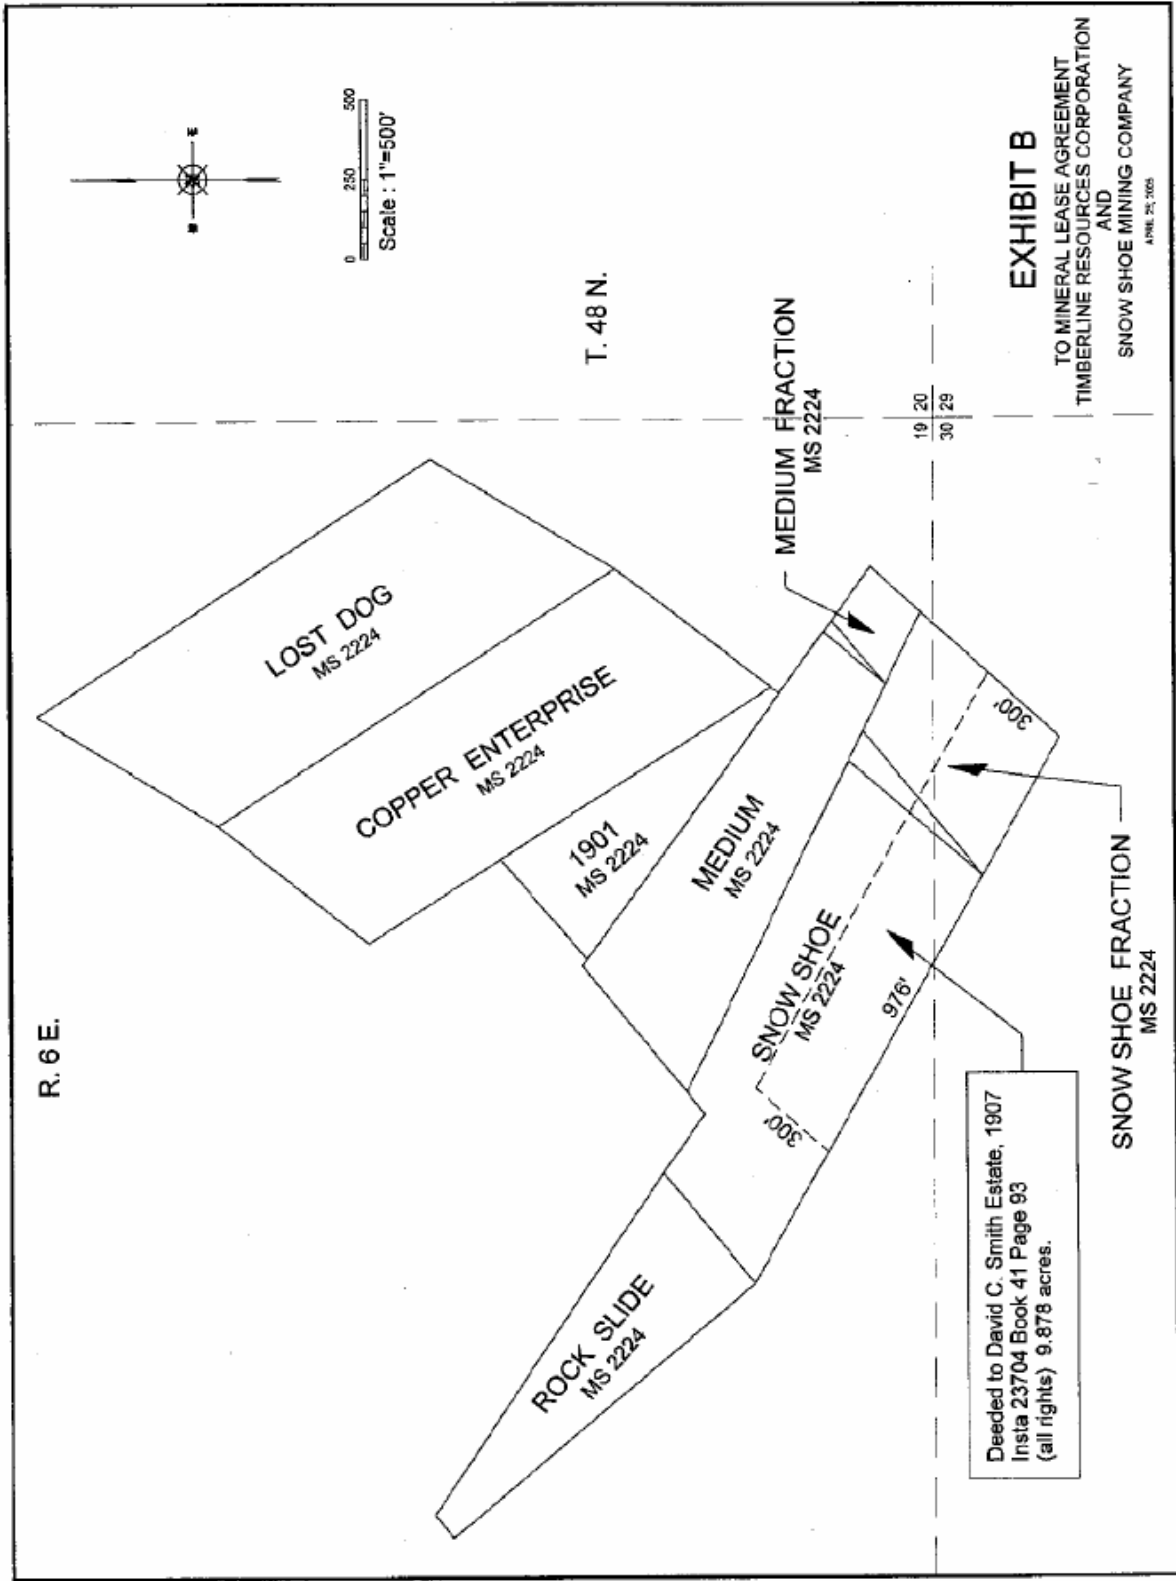 R. 6 E.
W
E
0 250 500
Scale : 1"=500'
T. 48 N.
LOST DOG
MS 2224
COPPER ENTERPRISE
MS 2224
1901
MS 2224
MEDIUM
MS 2224
MEDIUM FRACTION
MS 2224
19 20
30 29
ROCK SLIDE
MS 2224
SNOW SHOE
MS 2224
300'
976'
300'
Deeded to David C. Smith Estate, 1907
Insta 23704 Book 41 Page 93
(all rights) 9.878 acres.
SNOW SHOE FRACTION
MS 2224
EXHIBIT B
TO MINERAL LEASE AGREEMENT
TIMBERLINE RESOURCES CORPORATION
AND
SNOW SHOE MINING COMPANY